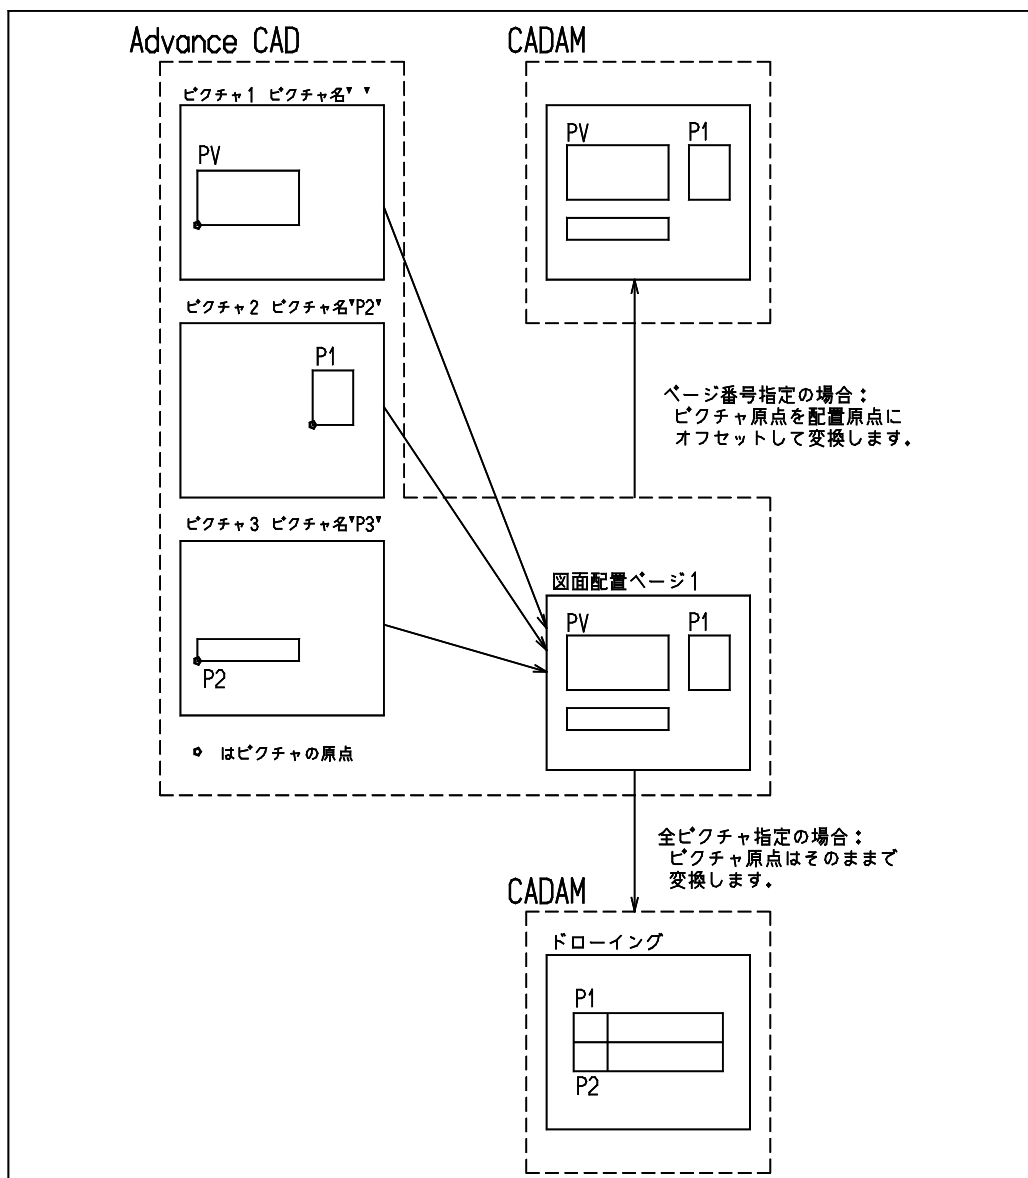 Advance CAD
CADAM
ピクチャ1 ピクチャ名" "
PV
PV
P1
ピクチャ2 ピクチャ名"P2"
P1
ページ番号指定の場合：
ピクチャ原点を配置原点に
オフセットして変換します．
ピクチャ3 ピクチャ名"P3"
P2
図面配置ページ1
PV
P1
はピクチャの原点
全ピクチャ指定の場合：
ピクチャ原点はそのままで
変換します．
CADAM
ドローイング
P1
P2